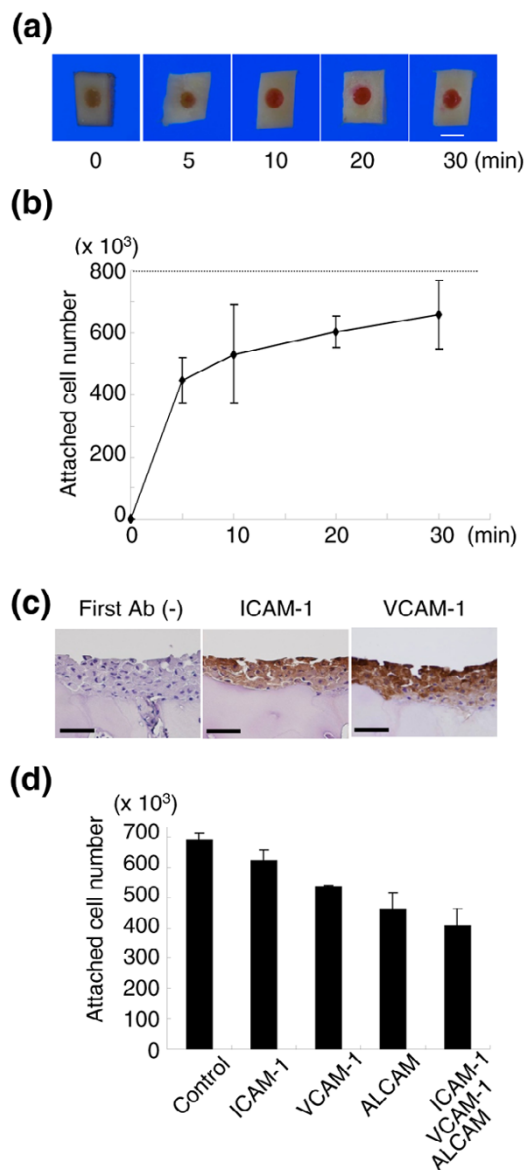 (a)
0 5 10 20 30 (min)
(b)
(x 10³)
Attached cell number
800
600
400
200
0
0 10 20 30 (min)
(c)
First Ab (-) ICAM-1 VCAM-1
(d)
(x 10³)
Attached cell number
700
600
500
400
300
200
100
0
Control
ICAM-1
VCAM-1
ALCAM
ICAM-1
VCAM-1
ALCAM